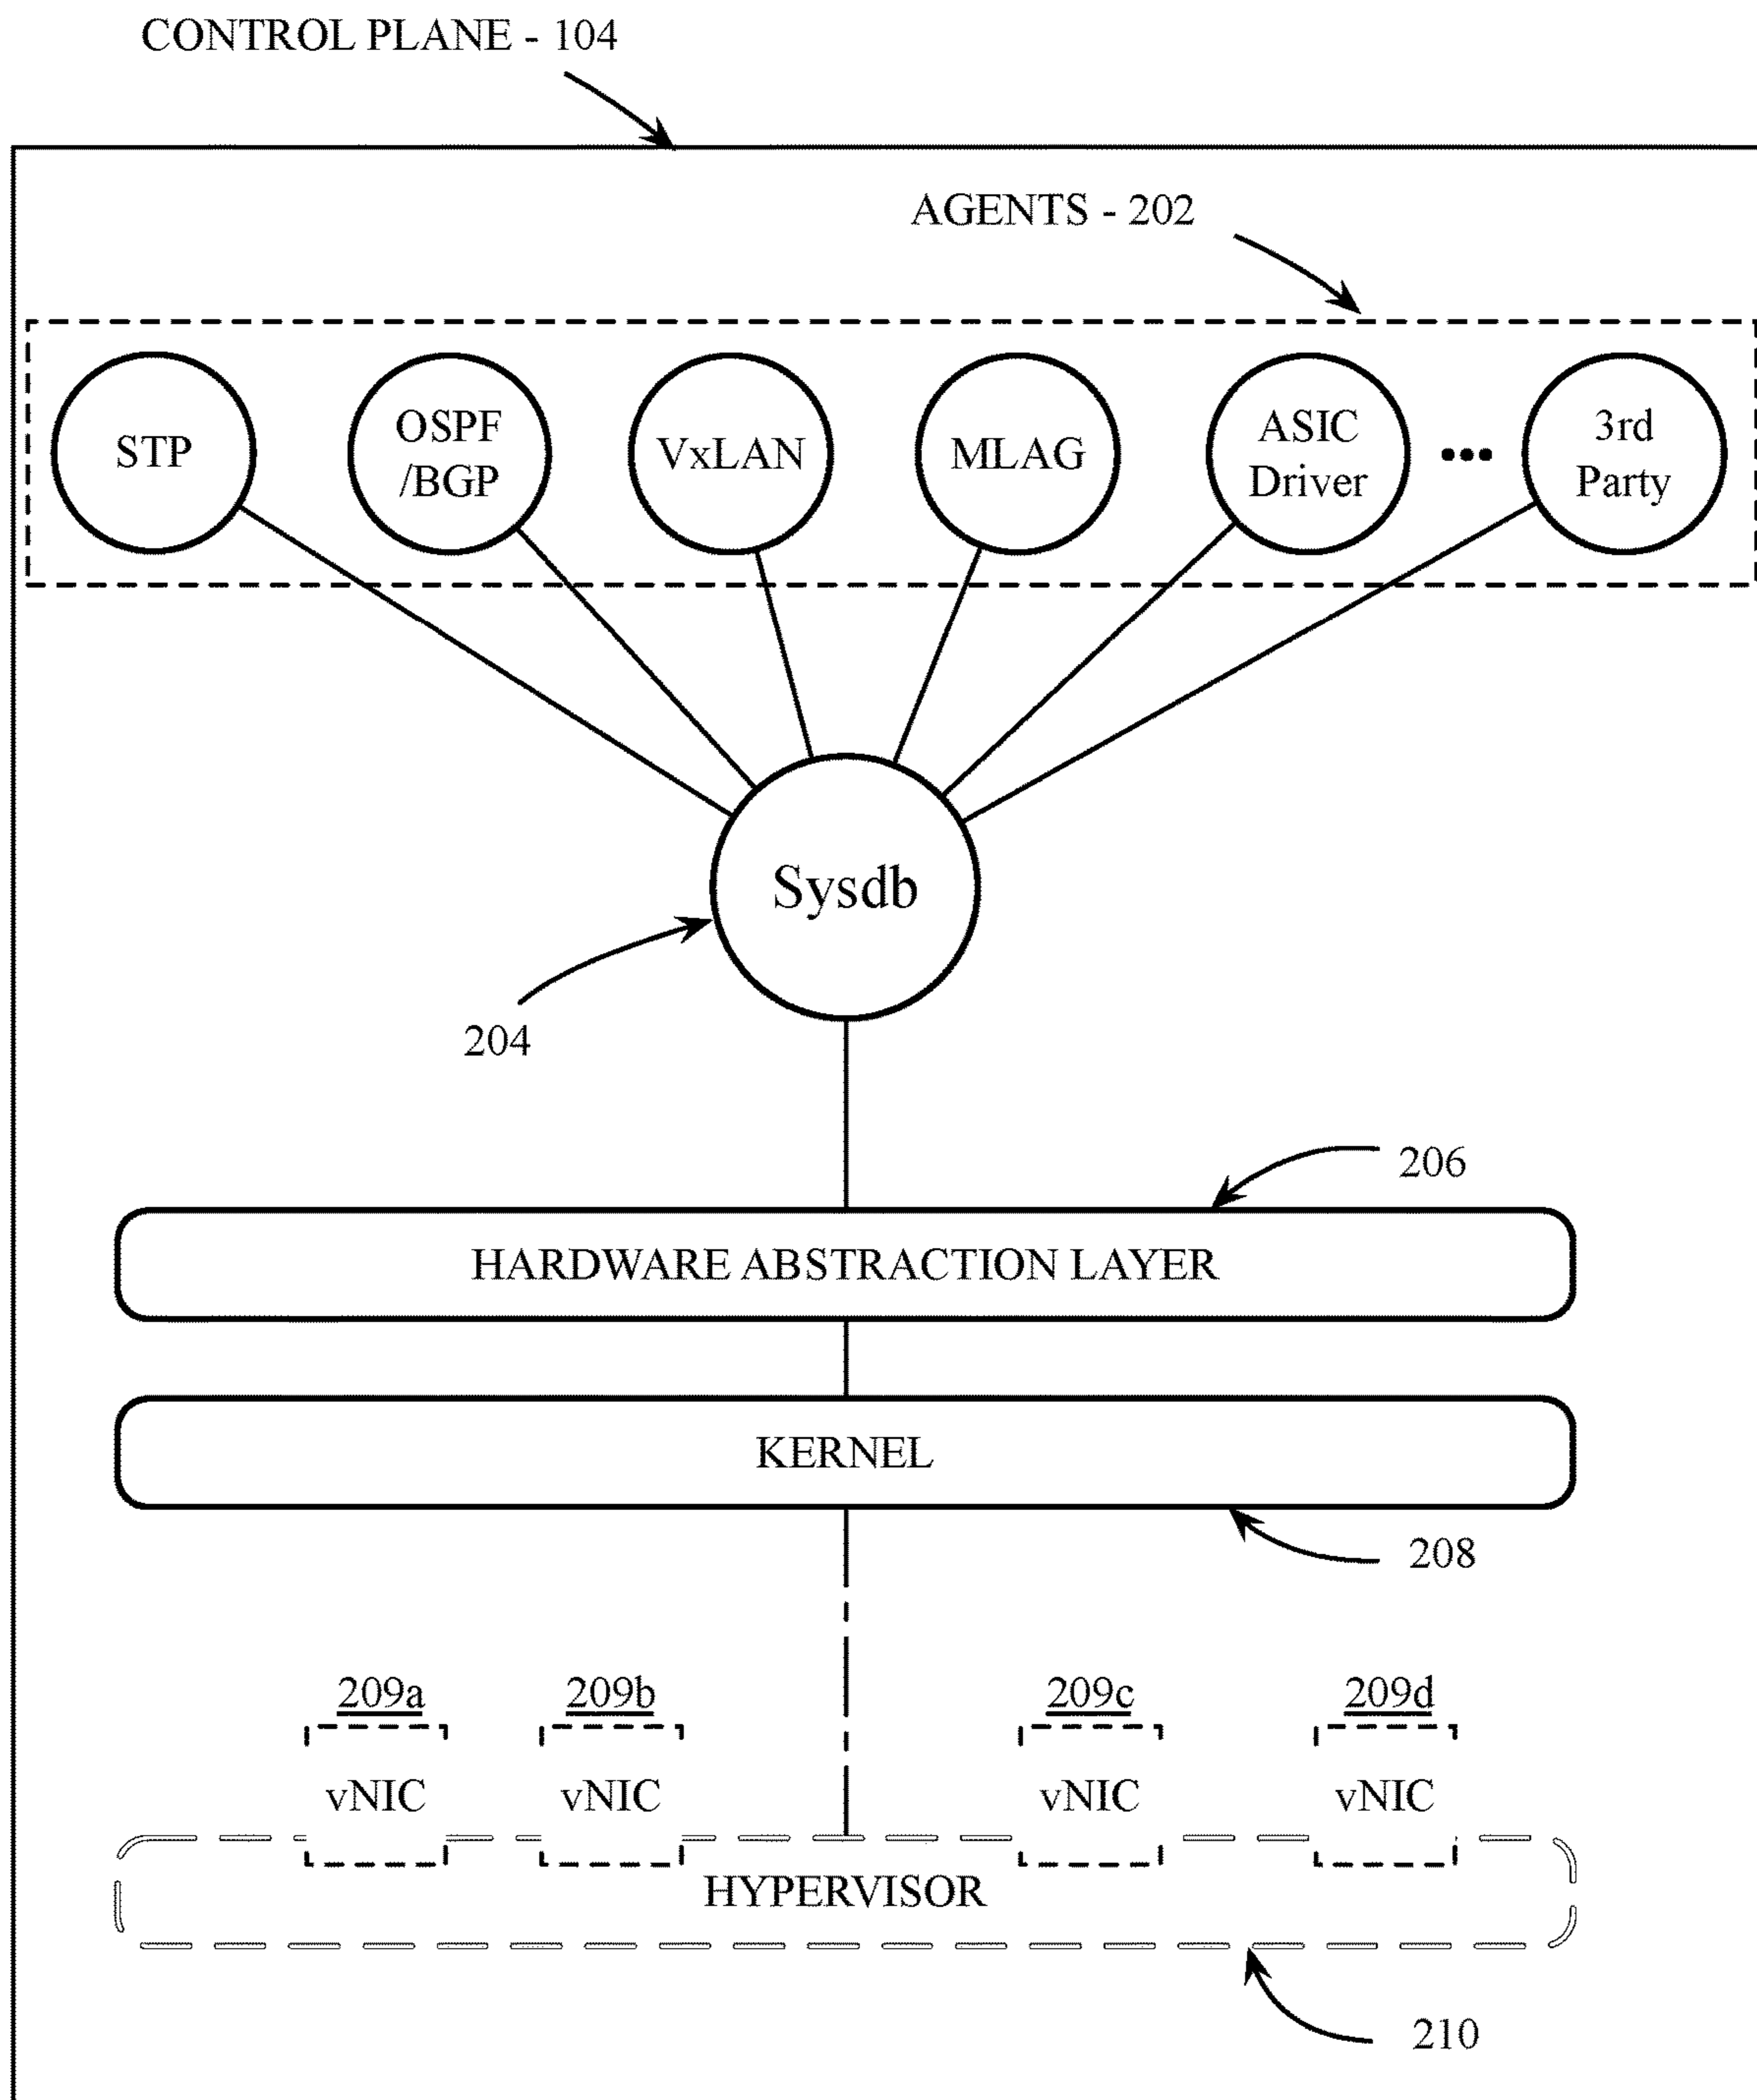 CONTROL PLANE - 104
AGENTS - 202
STP
OSPF
/BGP
VxLAN
MLAG
ASIC
Driver
3rd
Party
Sysdb
204
206
HARDWARE ABSTRACTION LAYER
KERNEL
208
209a
209b
209c
209d
vNIC
vNIC
vNIC
vNIC
HYPERVISOR
210